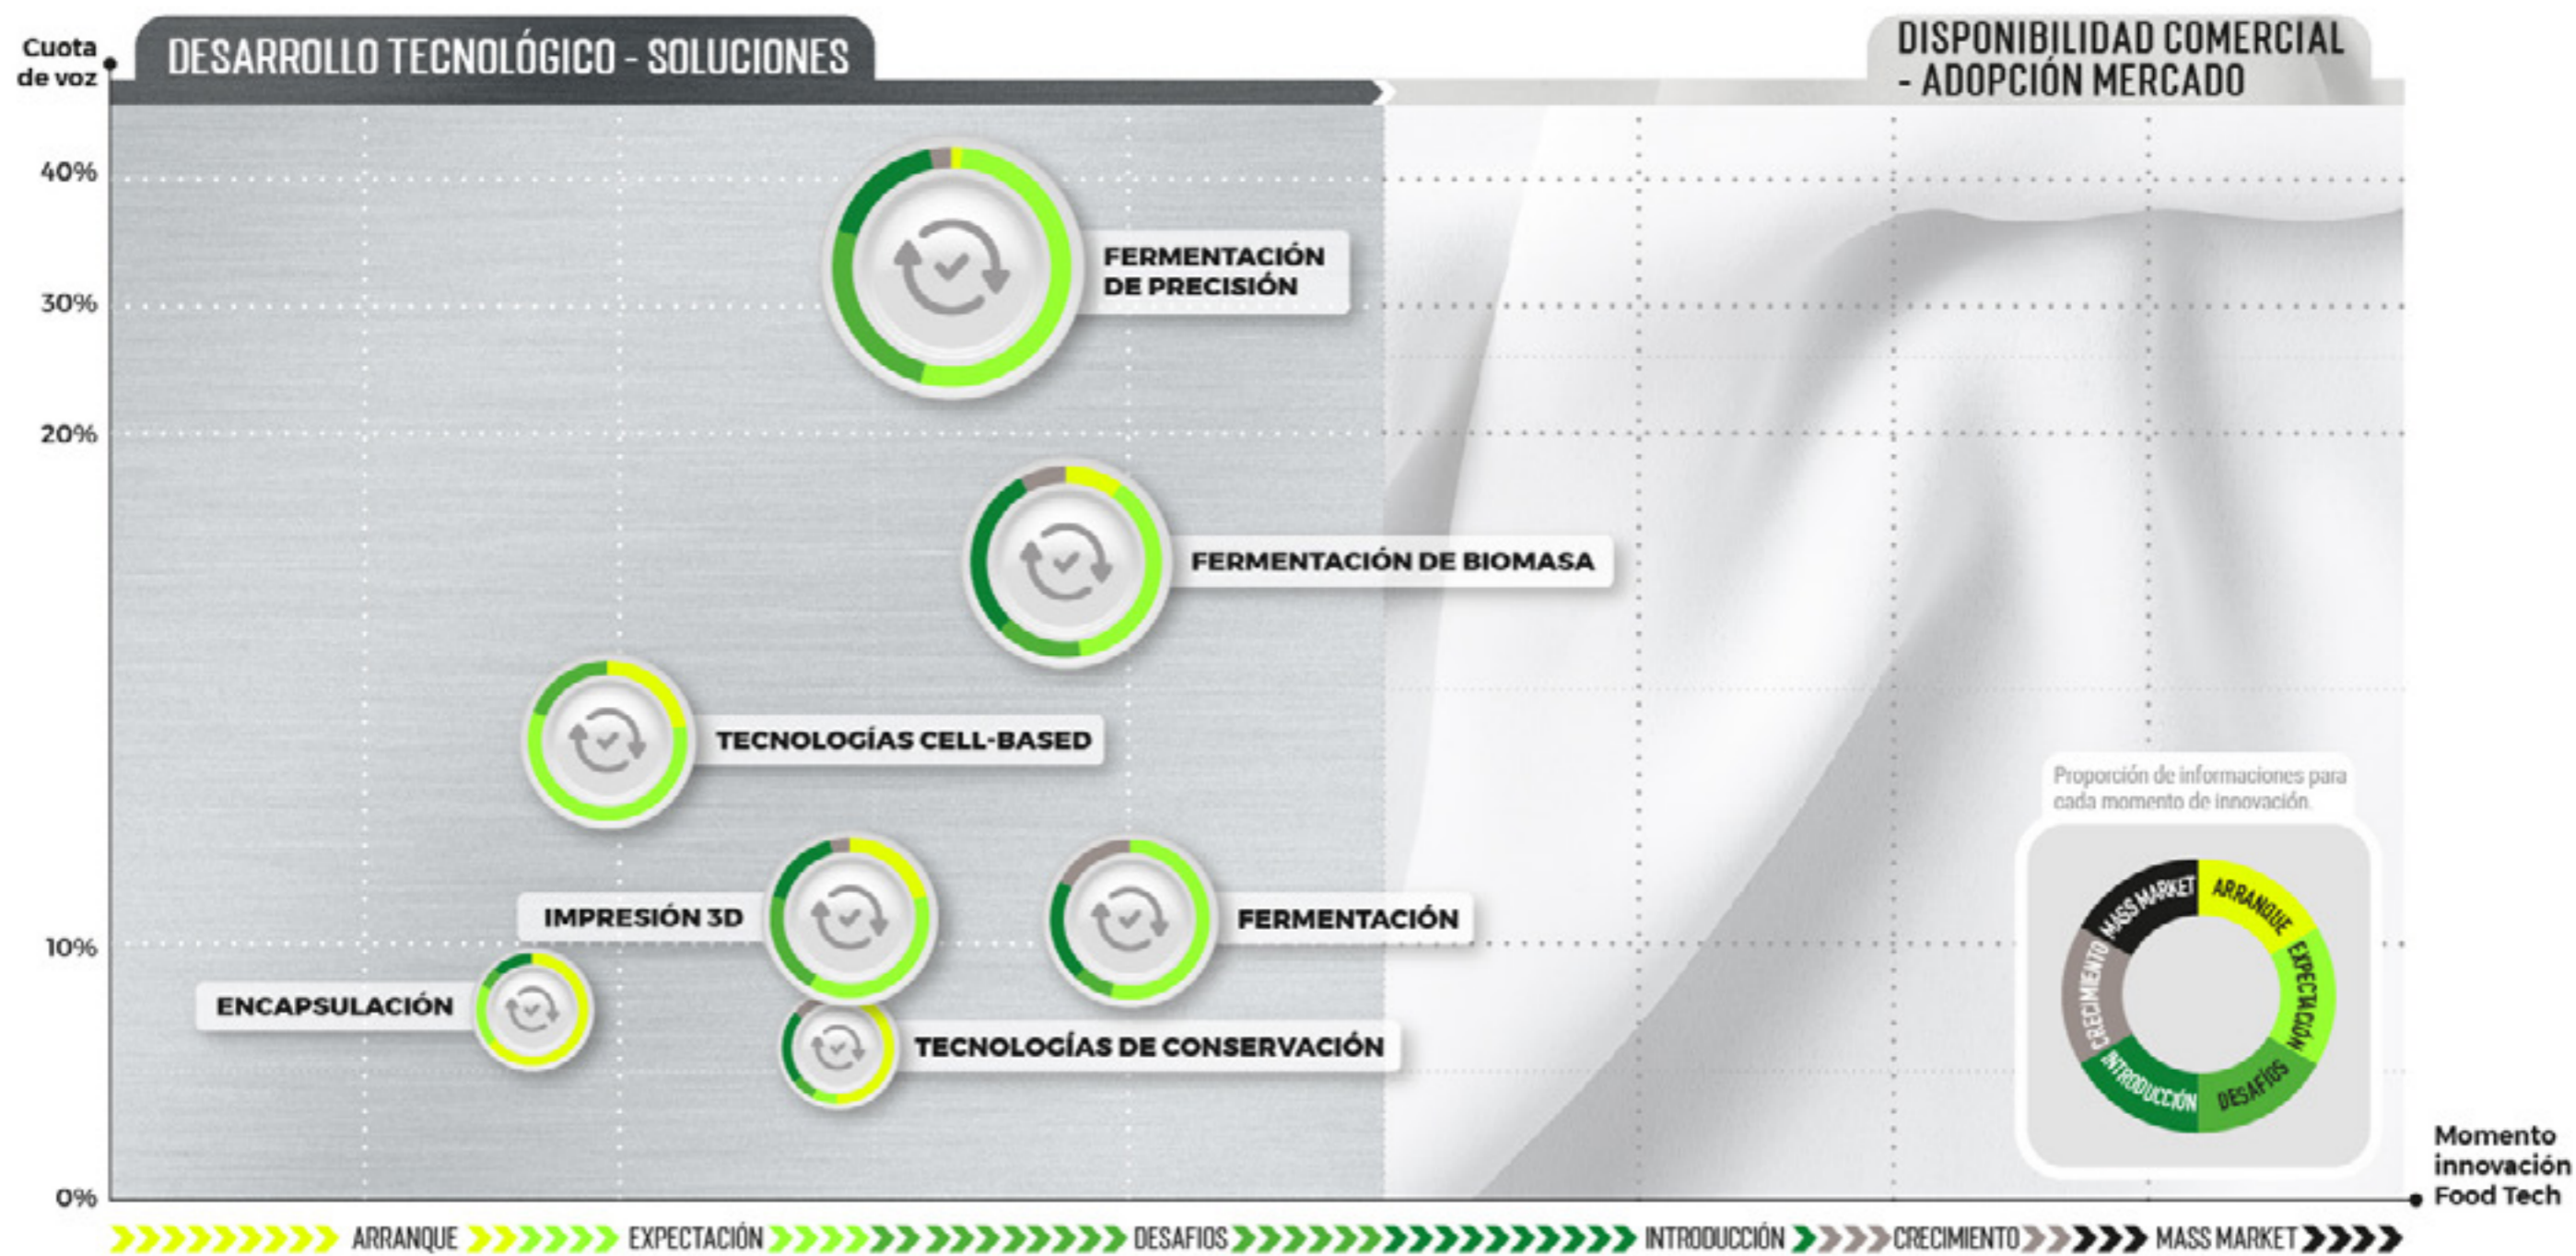 Cuota
de voz
DESARROLLO TECNOLÓGICO - SOLUCIONES
DISPONIBILIDAD COMERCIAL
- ADOPCIÓN MERCADO
40%
30%
20%
10%
0%
FERMENTACIÓN
DE PRECISIÓN
FERMENTACIÓN DE BIOMASA
TECNOLOGÍAS CELL-BASED
IMPRESIÓN 3D
FERMENTACIÓN
ENCAPSULACIÓN
TECNOLOGÍAS DE CONSERVACIÓN
Proporción de informaciones para
cada momento de innovación.
ARRANQUE
EXPECTACIÓN
DESAFÍOS
INTRODUCCIÓN
CRECIMIENTO
MASS MARKET
Momento
innovación
Food Tech
ARRANQUE EXPECTACIÓN DESAFIOS INTRODUCCIÓN CRECIMIENTO MASS MARKET